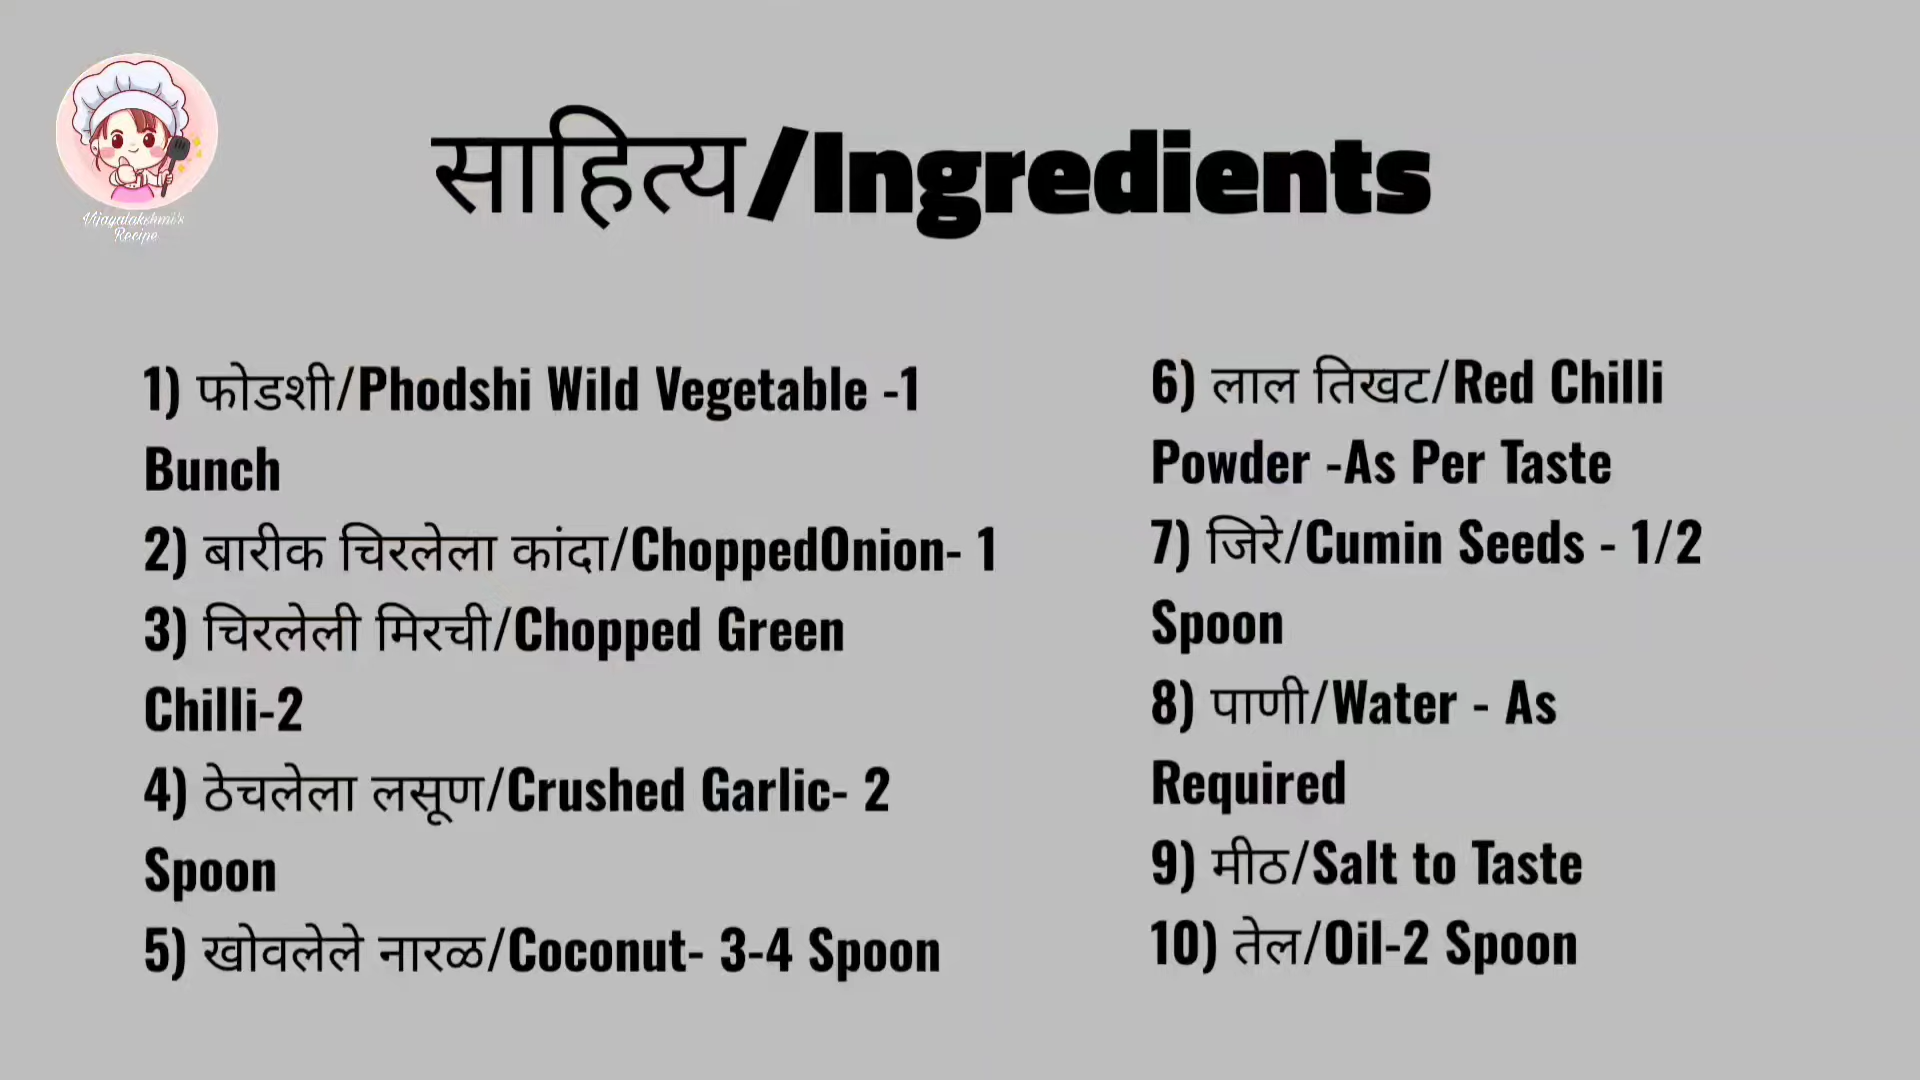 Vijayalakshmi's
Recipe
साहित्य/Ingredients
1) फोडशी/Phodshi Wild Vegetable -1
Bunch
2) बारीक चिरलेला कांदा/ChoppedOnion- 1
3) चिरलेली मिरची/Chopped Green
Chilli-2
4) ठेचलेला लसूण/Crushed Garlic- 2
Spoon
5) खोवलेले नारळ/Coconut- 3-4 Spoon
6) लाल तिखट/Red Chilli
Powder -As Per Taste
7) जिरे/Cumin Seeds - 1/2
Spoon
8) पाणी/Water - As
Required
9) मीठ/Salt to Taste
10) तेल/Oil-2 Spoon